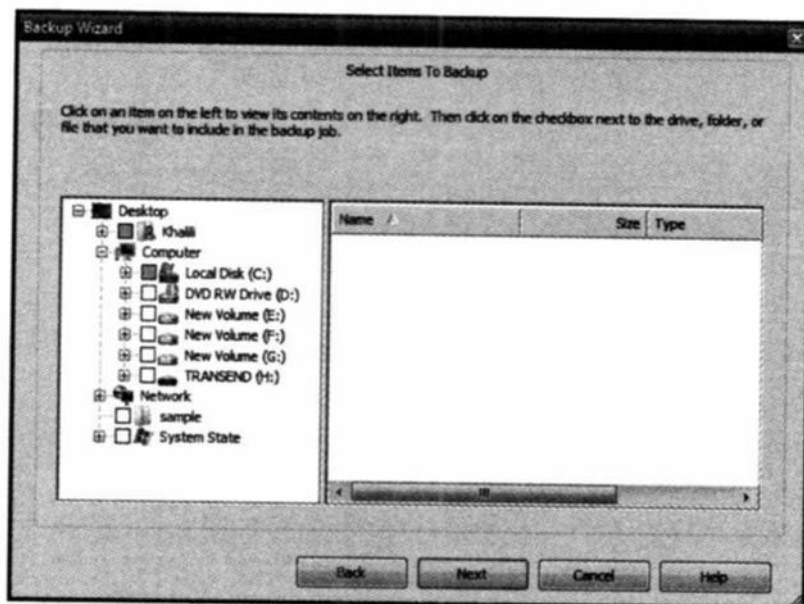 Backup Wizard
Select Items To Backup
Click on an item on the left to view its contents on the right. Then click on the checkbox next to the drive, folder, or
file that you want to include in the backup job.
Desktop
Khalili
Computer
Local Disk (C:)
DVD RW Drive (D:)
New Volume (E:)
New Volume (F:)
New Volume (G:)
TRANSEND (H:)
Network
sample
System State
Name Size Type
Back Next Cancel Help